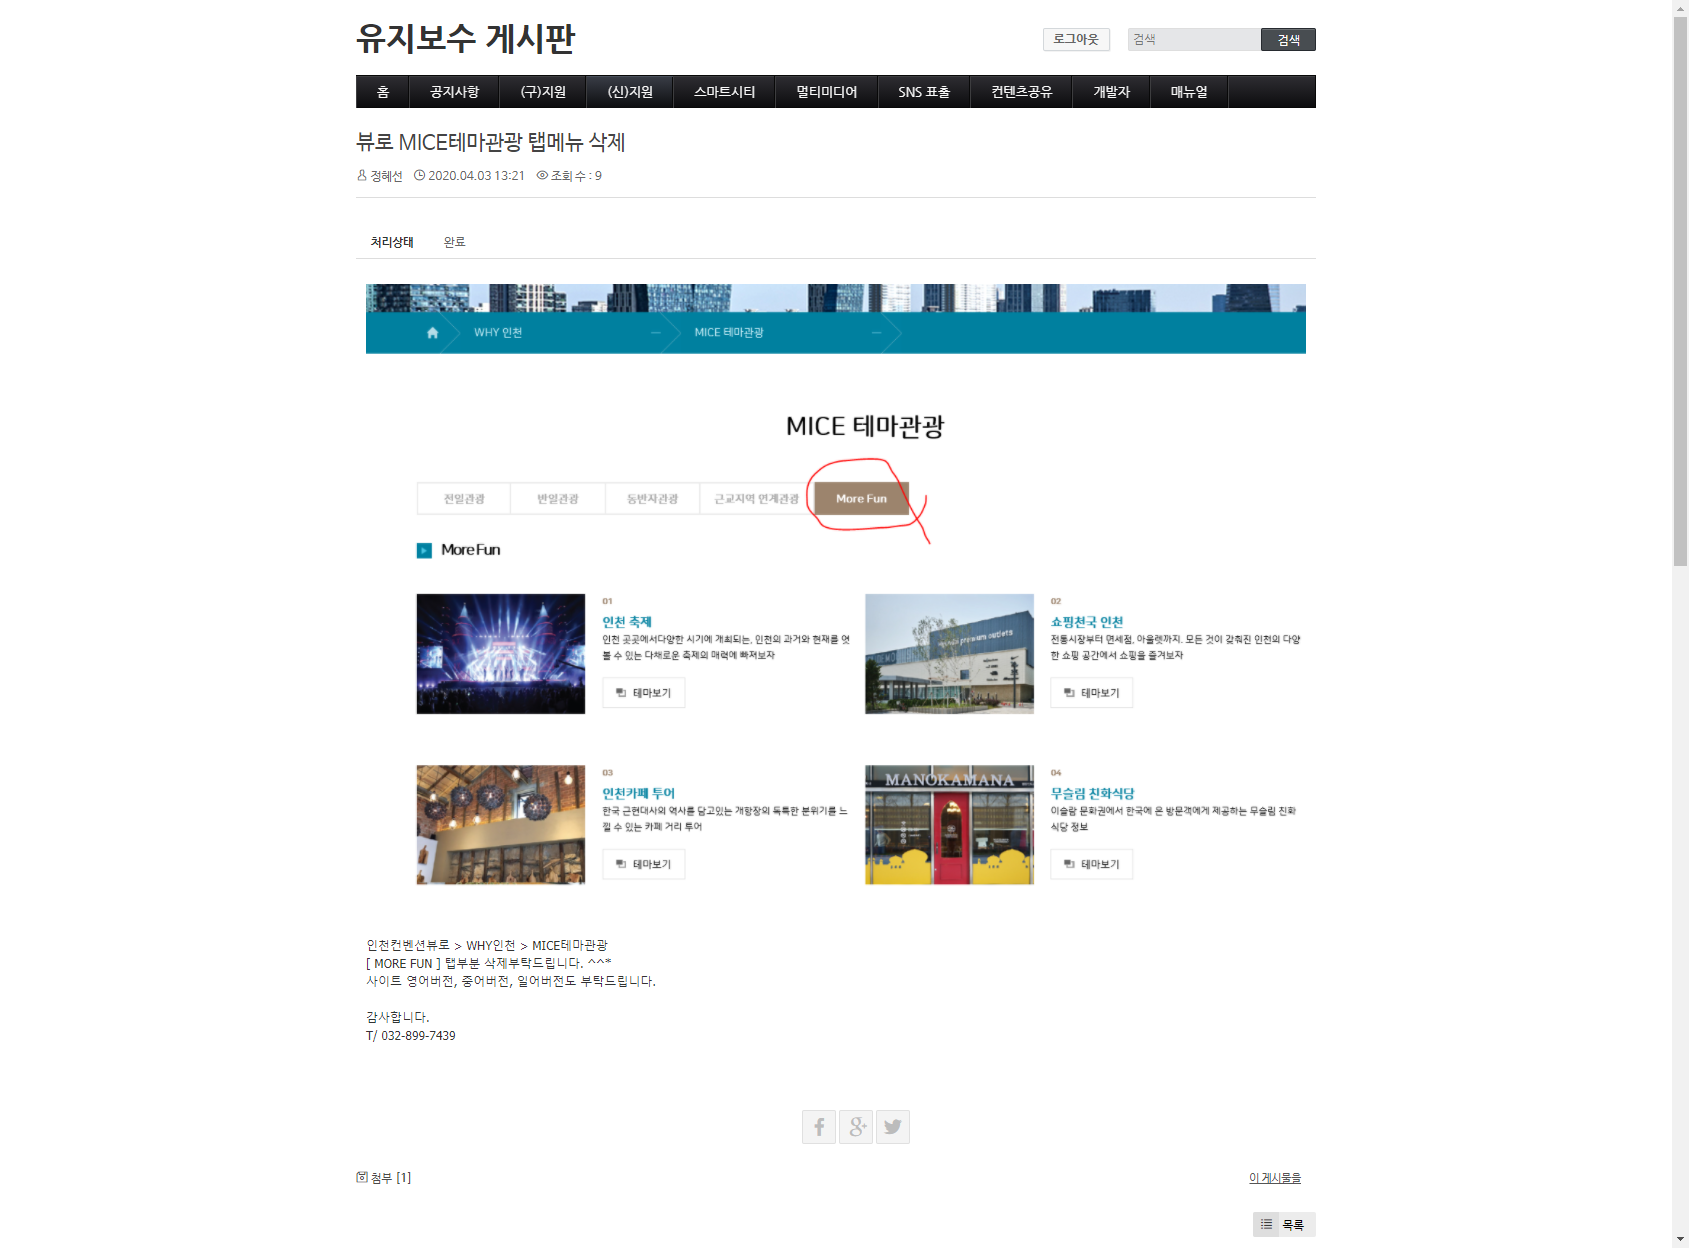 유지보수 게시판
로그아웃
검색
검색
홈
공지사항
(구)지원
(신)지원
스마트시티
멀티미디어
SNS 표출
컨텐츠공유
개발자
매뉴얼
뷰로 MICE테마관광 탭메뉴 삭제
정혜선 2020.04.03 13:21 조회 수 : 9
처리상태 완료
WHY 인천
MICE 테마관광
MICE 테마관광
전일관광
반일관광
동반자관광
근교지역 연계관광
More Fun
More Fun
01
인천 축제
인천 곳곳에서다양한 시기에 개최되는, 인천의 과거와 현재를 엿
볼 수 있는 다채로운 축제의 매력에 빠져보자
테마보기
premium outlets
02
쇼핑천국 인천
전통시장부터 면세점, 아울렛까지. 모든 것이 갖춰진 인천의 다양
한 쇼핑 공간에서 쇼핑을 즐겨보자
테마보기
03
인천카페 투어
한국 근현대사의 역사를 담고있는 개항장의 독특한 분위기를 느
낄 수 있는 카페 거리 투어
테마보기
MANOKAMANA
04
무슬림 친화식당
이슬람 문화권에서 한국에 온 방문객에게 제공하는 무슬림 친화
식당 정보
테마보기
인천컨벤션뷰로 > WHY인천 > MICE테마관광
[ MORE FUN ] 탭부분 삭제부탁드립니다. ^^*
사이트 영어버전, 중어버전, 일어버전도 부탁드립니다.
감사합니다.
T/ 032-899-7439
첨부 [1]
이 게시물을
목록